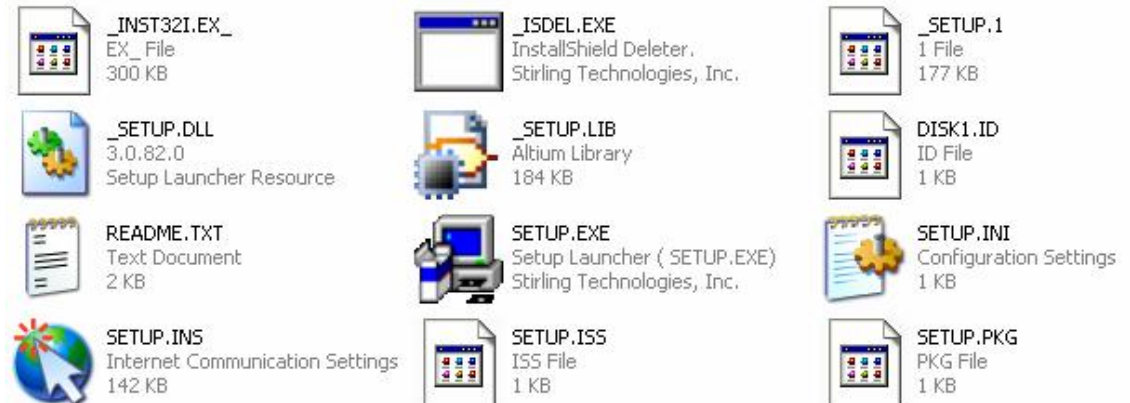 _INST32I.EX_
EX_ File
300 KB
_ISDEL.EXE
InstallShield Deleter.
Stirling Technologies, Inc.
_SETUP.1
1 File
177 KB
_SETUP.DLL
3.0.82.0
Setup Launcher Resource
_SETUP.LIB
Altium Library
184 KB
DISK1.ID
ID File
1 KB
README.TXT
Text Document
2 KB
SETUP.EXE
Setup Launcher ( SETUP.EXE)
Stirling Technologies, Inc.
SETUP.INI
Configuration Settings
1 KB
SETUP.INS
Internet Communication Settings
142 KB
SETUP.ISS
ISS File
1 KB
SETUP.PKG
PKG File
1 KB